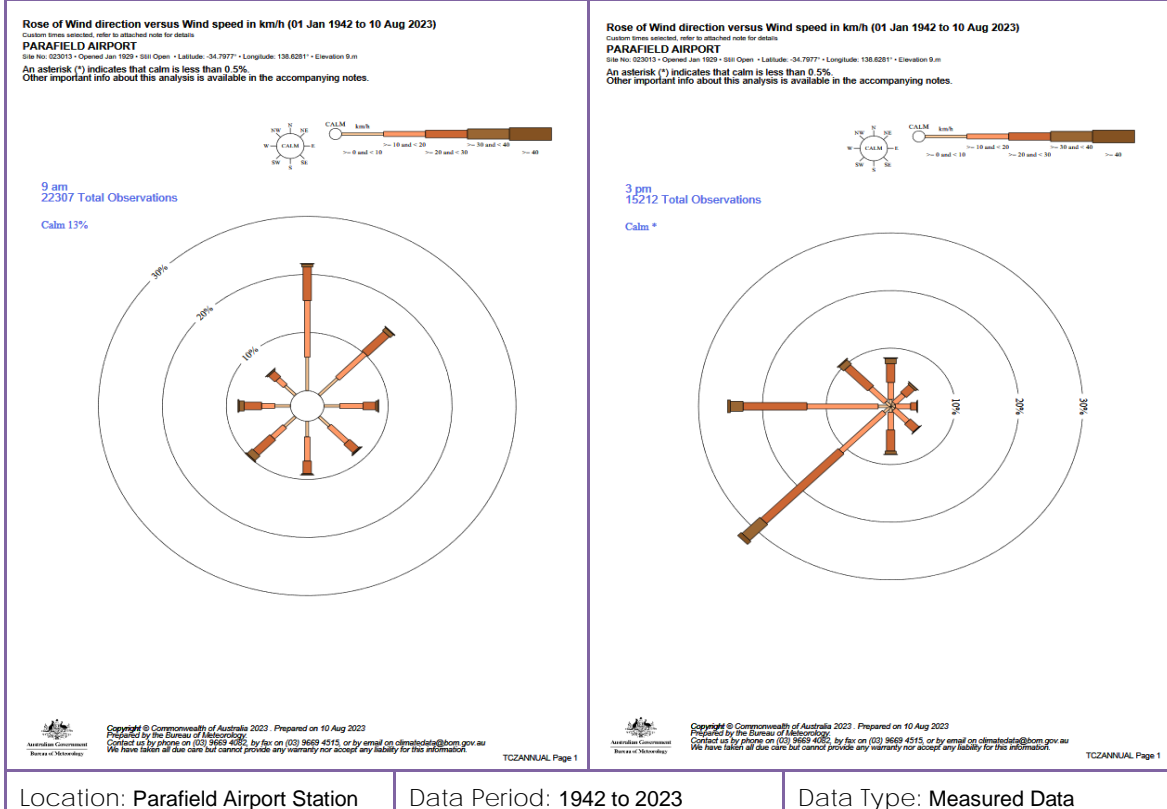 Rose of Wind direction versus Wind speed in km/h (01 Jan 1942 to 10 Aug 2023)
Custom times selected, refer to attached note for details
PARAFIELD AIRPORT
Site No: 023013 • Opened Jan 1929 • Still Open • Latitude: -34.7977° • Longitude: 138.6281° • Elevation 9.m
An asterisk (*) indicates that calm is less than 0.5%.
Other important info about this analysis is available in the accompanying notes.
N
NW NE
W CALM E
SW SE
S
CALM km/h
>= 10 and < 20 >= 30 and < 40
>= 0 and < 10 >= 20 and < 30 >= 40
9 am
22307 Total Observations
Calm 13%
30%
20%
10%
Australian Government
Bureau of Meteorology
Copyright © Commonwealth of Australia 2023 . Prepared on 10 Aug 2023
Prepared by the Bureau of Meteorology.
Contact us by phone on (03) 9669 4082, by fax on (03) 9669 4515, or by email on climatedata@bom.gov.au
We have taken all due care but cannot provide any warranty nor accept any liability for this information.
TCZANNUAL Page 1
Rose of Wind direction versus Wind speed in km/h (01 Jan 1942 to 10 Aug 2023)
Custom times selected, refer to attached note for details
PARAFIELD AIRPORT
Site No: 023013 • Opened Jan 1929 • Still Open • Latitude: -34.7977° • Longitude: 138.6281° • Elevation 9.m
An asterisk (*) indicates that calm is less than 0.5%.
Other important info about this analysis is available in the accompanying notes.
N
NW NE
W CALM E
SW SE
S
CALM km/h
>= 10 and < 20 >= 30 and < 40
>= 0 and < 10 >= 20 and < 30 >= 40
3 pm
15212 Total Observations
Calm *
10% 20% 30%
Australian Government
Bureau of Meteorology
Copyright © Commonwealth of Australia 2023 . Prepared on 10 Aug 2023
Prepared by the Bureau of Meteorology.
Contact us by phone on (03) 9669 4082, by fax on (03) 9669 4515, or by email on climatedata@bom.gov.au
We have taken all due care but cannot provide any warranty nor accept any liability for this information.
TCZANNUAL Page 1
Location: Parafield Airport Station
Data Period: 1942 to 2023
Data Type: Measured Data